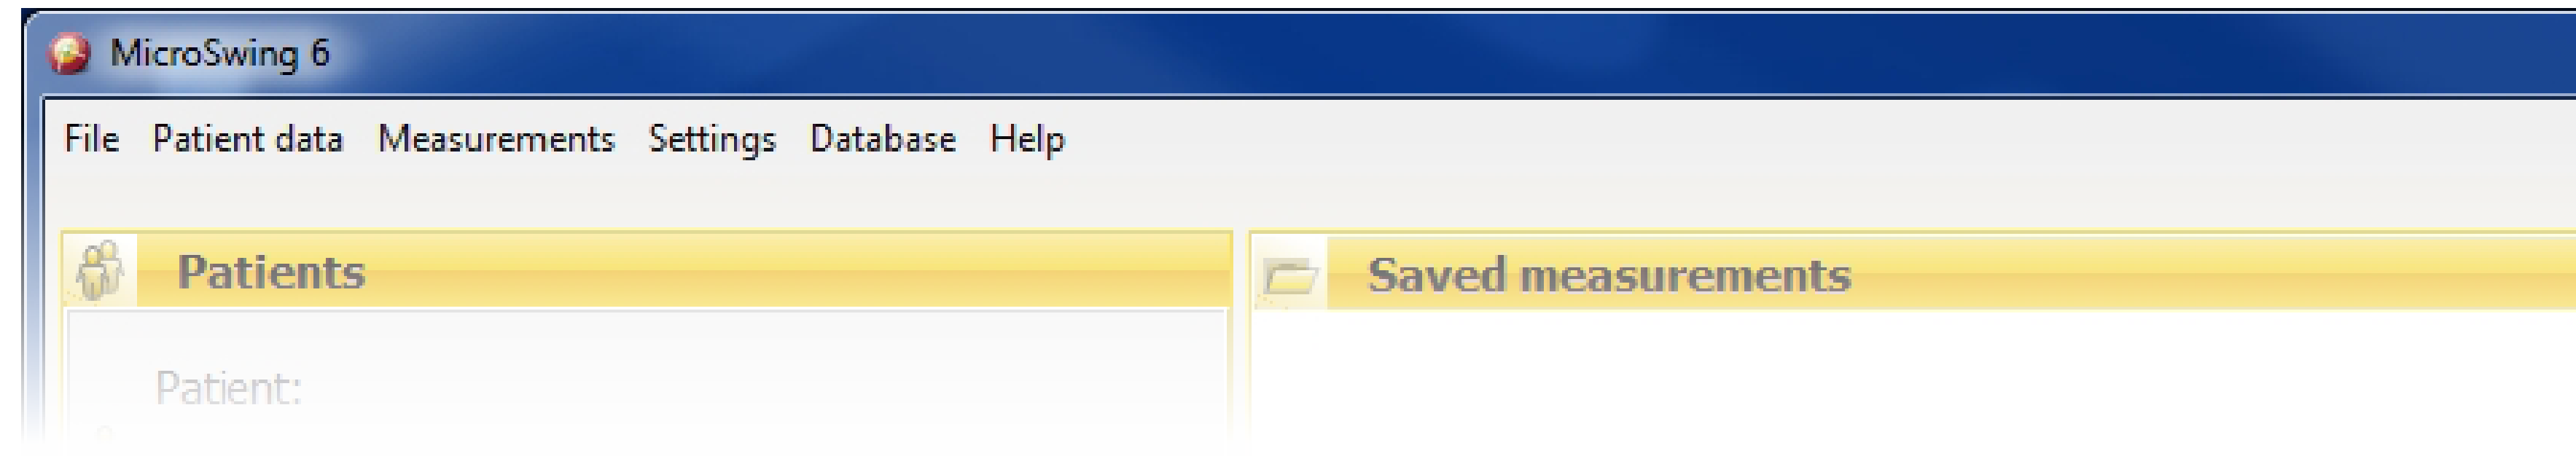 MicroSwing 6
File Patient data Measurements Settings Database Help
Patients
Saved measurements
Patient: